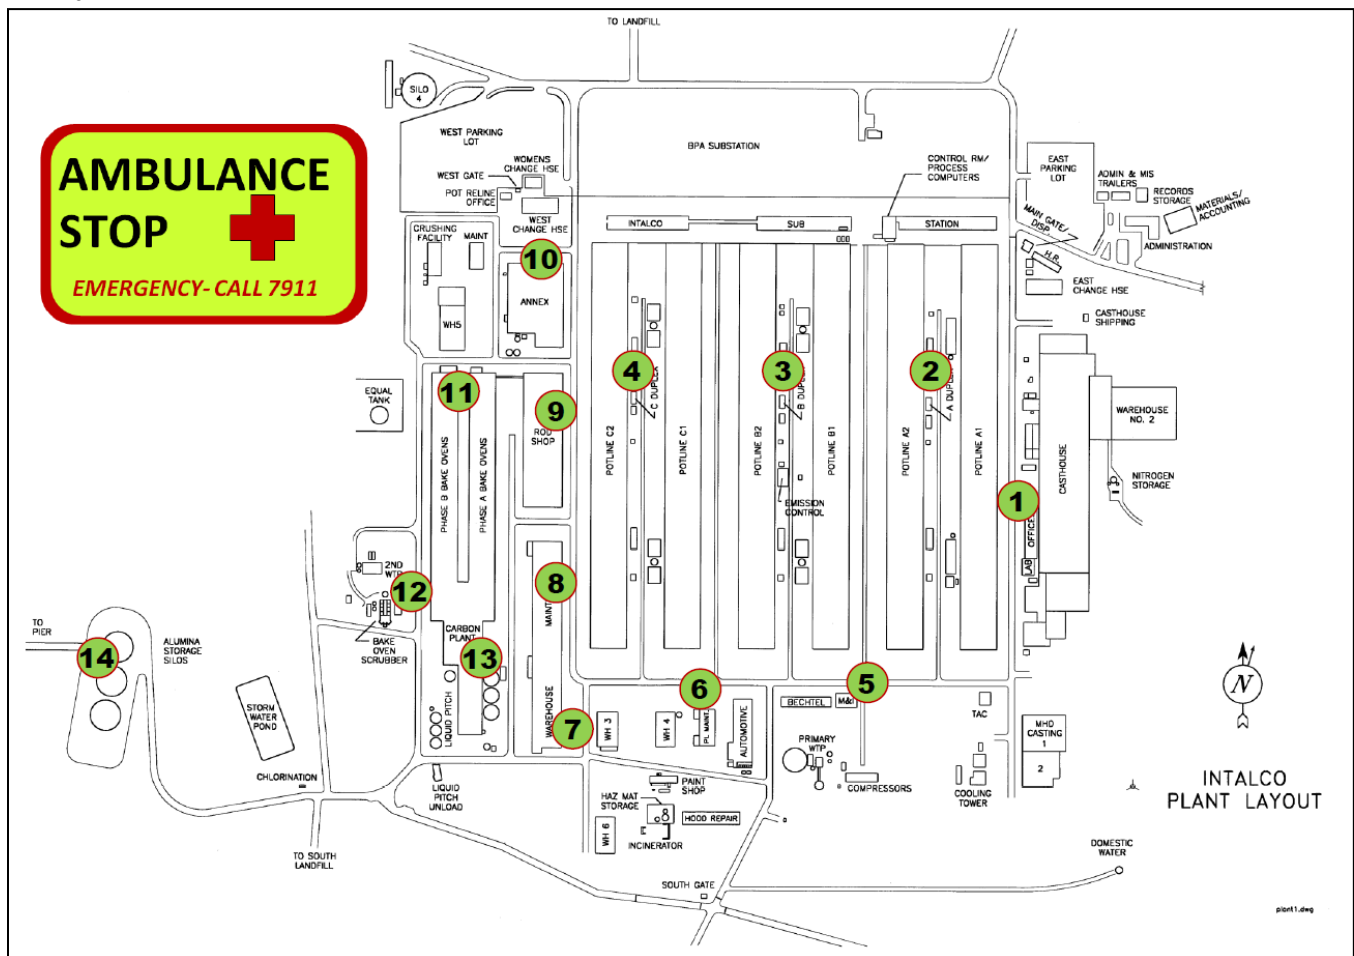 TO LANDFILL
SILO
4
WEST PARKING
LOT
BPA SUBSTATION
AMBULANCE
STOP
EMERGENCY- CALL 7911
WOMENS
CHANGE HSE
WEST GATE
POT RELINE
OFFICE
WEST
CHANGE HSE
CONTROL RM/
PROCESS
COMPUTERS
EAST
PARKING
LOT
ADMIN & MIS
TRAILERS
RECORDS
STORAGE
MATERIALS/
ACCOUNTING
MAIN GATE/
DISP.
ADMINISTRATION
H.R.
EAST
CHANGE HSE
CASTHOUSE
SHIPPING
INTALCO
SUB
STATION
CRUSHING
FACILITY
MAINT
10
ANNEX
WH5
4
C DUPLEX
3
2
11
9
ROD
SHOP
EQUAL
TANK
PHASE B BAKE OVENS
PHASE A BAKE OVENS
POTLINE C2
POTLINE C1
POTLINE B2
POTLINE B1
POTLINE A2
POTLINE A1
EMISSION
CONTROL
CASTHOUSE
WAREHOUSE
NO. 2
NITROGEN
STORAGE
1
LAB
2ND
WTP
12
8
MAINT
BAKE
OVEN
SCRUBBER
CARBON
PLANT
13
TO
PIER
14
ALUMINA
STORAGE
SILOS
STORM
WATER
POND
LIQUID PITCH
WAREHOUSE
7
WH 3
WH 4
6
PL MAINT
AUTOMOTIVE
5
BECHTEL
M&I
TAC
MHD
CASTING
1
2
PRIMARY
WTP
COMPRESSORS
COOLING
TOWER
CHLORINATION
LIQUID
PITCH
UNLOAD
PAINT
SHOP
HAZ MAT
STORAGE
HOOD REPAIR
WH 6
INCINERATOR
N
INTALCO
PLANT LAYOUT
TO SOUTH
LANDFILL
SOUTH GATE
DOMESTIC
WATER
plant1.dwg